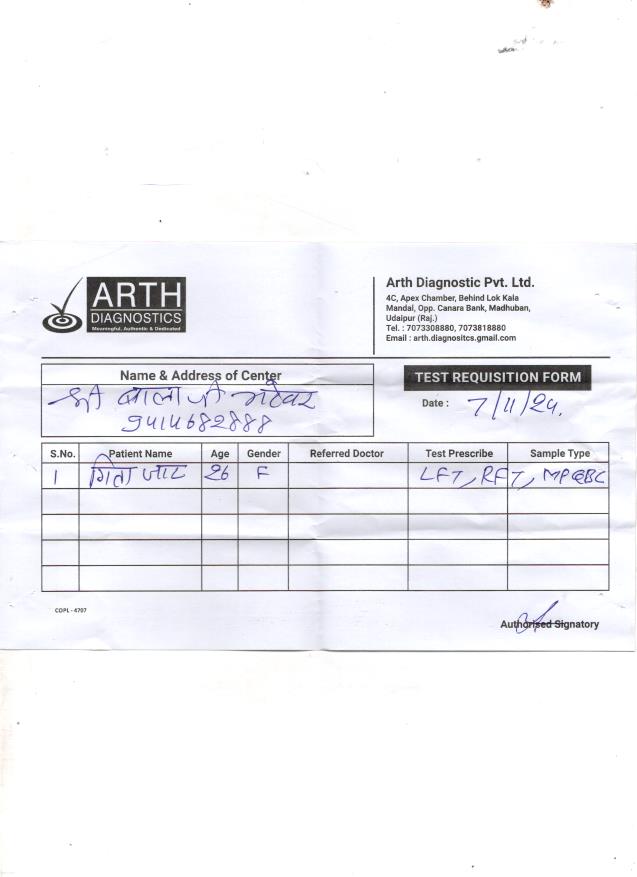 ARTH
DIAGNOSTICS
Meaningful, Authentic & Dedicated
Arth Diagnostic Pvt. Ltd.
4C, Apex Chamber, Behind Lok Kala
Mandal, Opp. Canara Bank, Madhuban,
Udaipur (Raj.)
Tel. : 7073308880, 7073818880
Email : arth.diagnositcs.gmail.com
Name & Address of Center
श्री बालाजी
9414682888
TEST REQUISITION FORM
Date : 7/11/24.
S.No. Patient Name Age Gender Referred Doctor Test Prescribe Sample Type
1 जाट 26 F LFT, RFT, MPQBC
COPL - 4707
Authorised Signatory